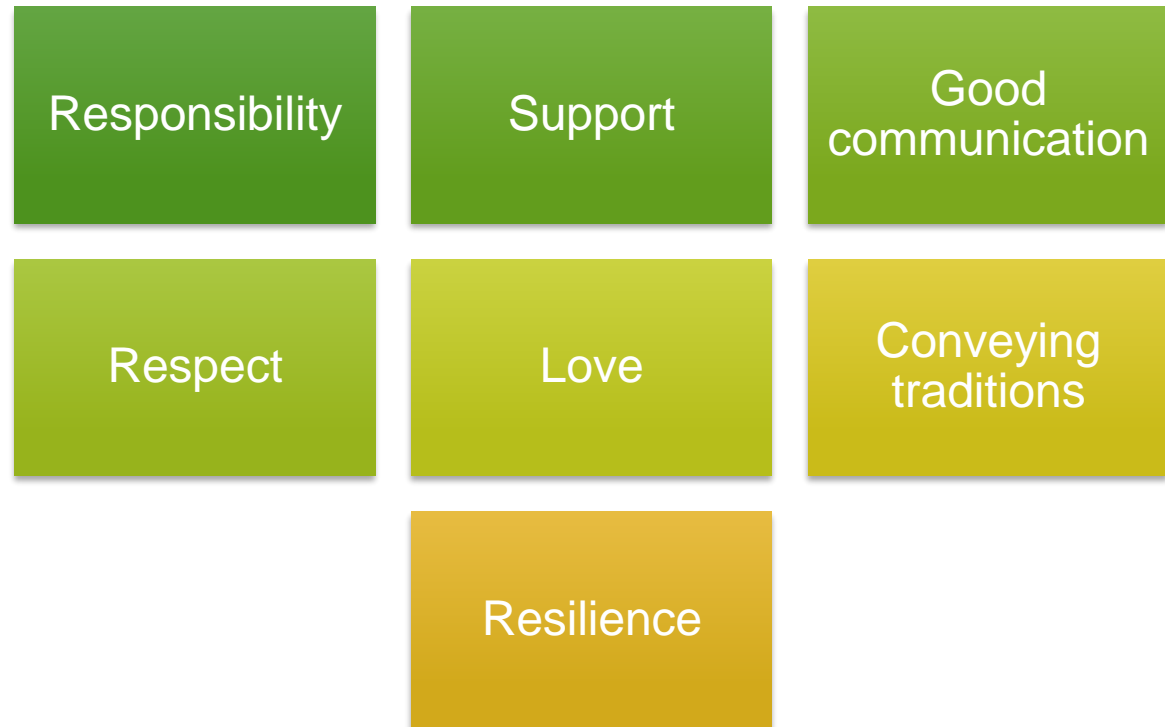 Responsibility
Support
Good
communication
Respect
Love
Conveying
traditions
Resilience